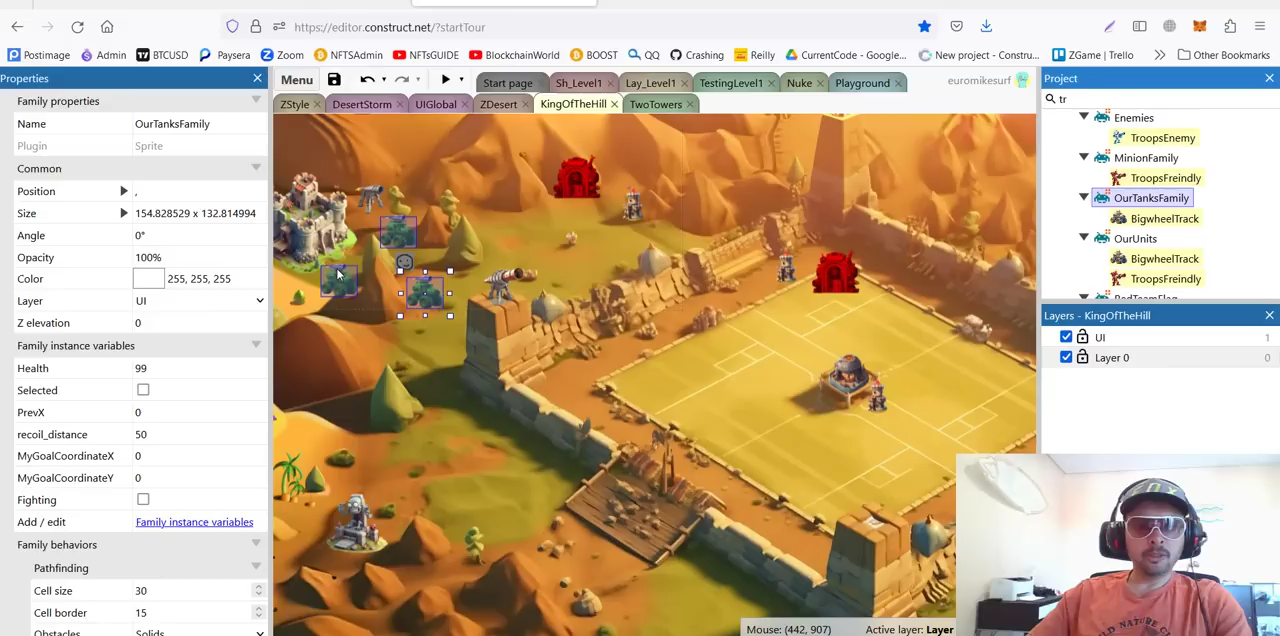 https://editor.construct.net/?startTour
Postimage
Admin
BTCUSD
Paysera
Zoom
NFTSAdmin
NFTsGUIDE
BlockchainWorld
BOOST
QQ
Crashing
Reilly
CurrentCode - Google...
New project - Constru...
ZGame | Trello
Other Bookmarks
Properties
Menu
Start page
Sh_Level1
Lay_Level1
TestingLevel1
Nuke
Playground
euromikesurf
Project
ZStyle
DesertStorm
UIGlobal
ZDesert
KingOfTheHill
TwoTowers
tr
Family properties
Name OurTanksFamily
Plugin Sprite
Common
Position ,
Size 154.828529 x 132.814994
Angle 0°
Opacity 100%
Color 255, 255, 255
Layer UI
Z elevation 0
Family instance variables
Health 99
Selected
PrevX 0
recoil_distance 50
MyGoalCoordinateX 0
MyGoalCoordinateY 0
Fighting
Add / edit Family instance variables
Family behaviors
Pathfinding
Cell size 30
Cell border 15
Obstacles Solids
Enemies
TroopsEnemy
MinionFamily
TroopsFreindly
OurTanksFamily
BigwheelTrack
OurUnits
BigwheelTrack
TroopsFreindly
RedTeamFlag
Layers - KingOfTheHill
UI 1
Layer 0 0
Mouse: (442, 907) Active layer: Layer